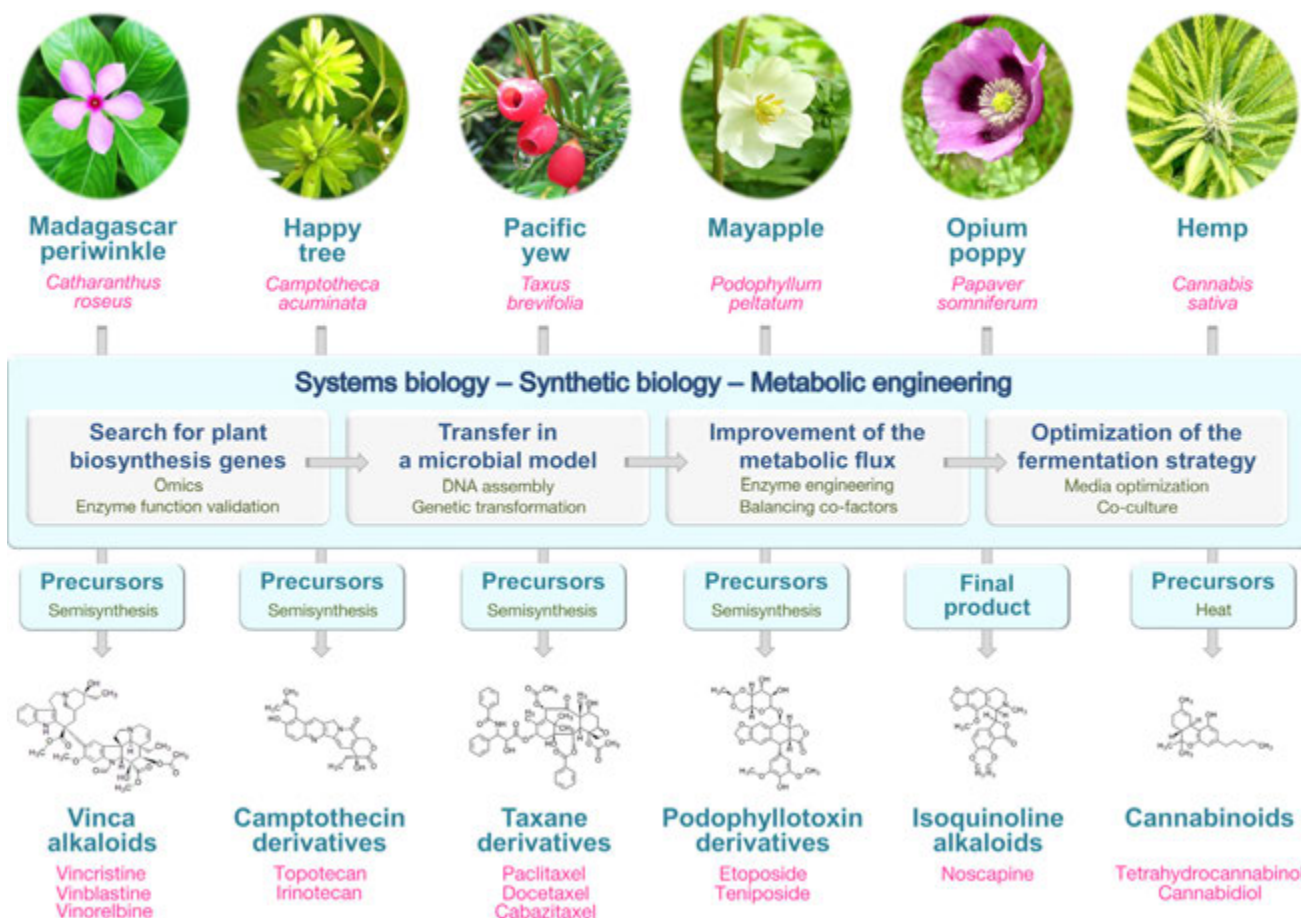 Madagascar
periwinkle
Catharanthus
roseus
Happy
tree
Camptotheca
acuminata
Pacific
yew
Taxus
brevifolia
Mayapple
Podophyllum
peltatum
Opium
poppy
Papaver
somniferum
Hemp
Cannabis
sativa
Systems biology – Synthetic biology – Metabolic engineering
Search for plant
biosynthesis genes
Omics
Enzyme function validation
Transfer in
a microbial model
DNA assembly
Genetic transformation
Improvement of the
metabolic flux
Enzyme engineering
Balancing co-factors
Optimization of the
fermentation strategy
Media optimization
Co-culture
Precursors
Semisynthesis
Precursors
Semisynthesis
Precursors
Semisynthesis
Precursors
Semisynthesis
Final
product
Precursors
Heat
Vinca
alkaloids
Vincristine
Vinblastine
Vinorelbine
Camptothecin
derivatives
Topotecan
Irinotecan
Taxane
derivatives
Paclitaxel
Docetaxel
Cabazitaxel
Podophyllotoxin
derivatives
Etoposide
Teniposide
Isoquinoline
alkaloids
Noscapine
Cannabinoids
Tetrahydrocannabinol
Cannabidiol